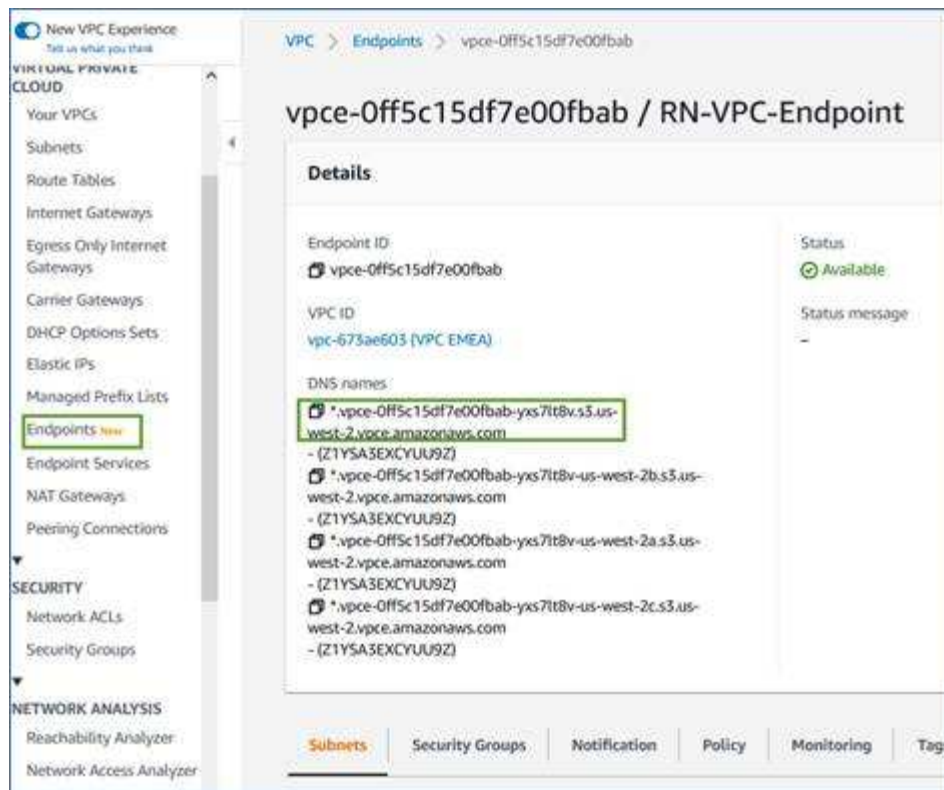 New VPC Experience
Tell us what you think
VIRTUAL PRIVATE
CLOUD
Your VPCs
Subnets
Route Tables
Internet Gateways
Egress Only Internet
Gateways
Carrier Gateways
DHCP Options Sets
Elastic IPs
Managed Prefix Lists
Endpoints New
Endpoint Services
NAT Gateways
Peering Connections
SECURITY
Network ACLs
Security Groups
NETWORK ANALYSIS
Reachability Analyzer
Network Access Analyzer
VPC > Endpoints > vpce-0ff5c15df7e00fbab
vpce-0ff5c15df7e00fbab / RN-VPC-Endpoint
Details
Endpoint ID
vpce-0ff5c15df7e00fbab
VPC ID
vpc-673ae603 (VPC EMEA)
DNS names
*.vpce-0ff5c15df7e00fbab-yxs7lt8v.s3.us-
west-2.vpce.amazonaws.com
- (Z1YSA3EXCYUU9Z)
*.vpce-0ff5c15df7e00fbab-yxs7lt8v-us-west-2b.s3.us-
west-2.vpce.amazonaws.com
- (Z1YSA3EXCYUU9Z)
*.vpce-0ff5c15df7e00fbab-yxs7lt8v-us-west-2a.s3.us-
west-2.vpce.amazonaws.com
- (Z1YSA3EXCYUU9Z)
*.vpce-0ff5c15df7e00fbab-yxs7lt8v-us-west-2c.s3.us-
west-2.vpce.amazonaws.com
- (Z1YSA3EXCYUU9Z)
Status
Available
Status message
-
Subnets Security Groups Notification Policy Monitoring Tag